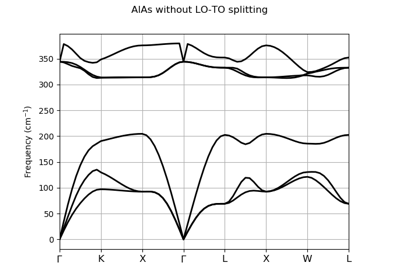 AlAs without LO-TO splitting
Frequency (cm⁻¹)
350
300
250
200
150
100
50
0
Γ K X Γ L X W L